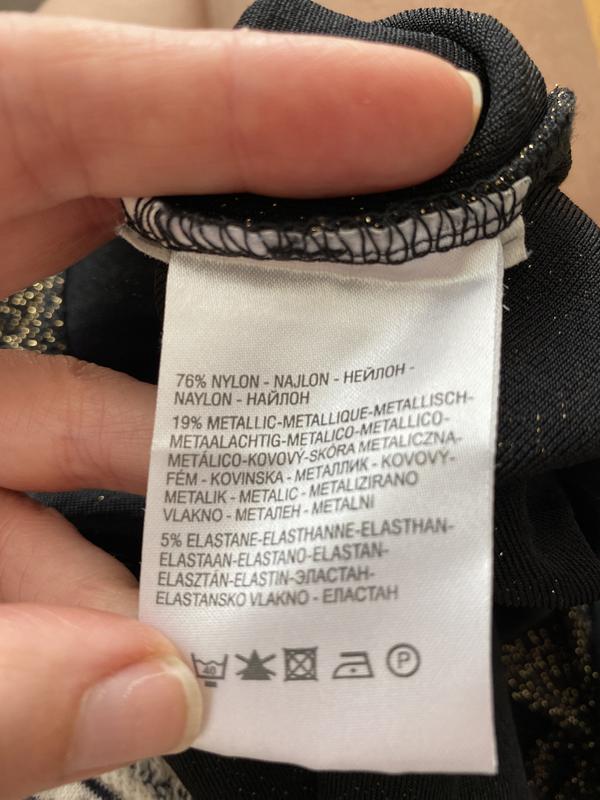 76% NYLON - NAJLON - НЕЙЛОН -
NAYLON - НАЙЛОН
19% METALLIC-METALLIQUE-METALLISCH-
METAALACHTIG-METALICO-METALLICO-
METÁLICO-KOVOVÝ-SKÓRA METALICZNA-
FÉM - KOVINSKA - МЕТАЛЛИК - KOVOVÝ-
METALIK - METALIC - METALIZIRANO
VLAKNO - МЕТАЛЕН - METALNI
5% ELASTANE-ELASTHANNE-ELASTHAN-
ELASTAAN-ELASTANO-ELASTAN-
ELASZTÁN-ELASTIN-ЭЛАСТАН-
ELASTANSKO VLAKNO - ЕЛАСТАН
40 P